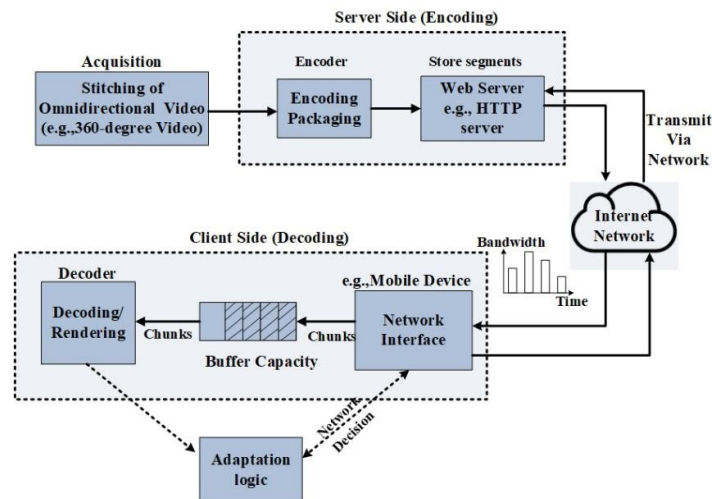 Server Side (Encoding)
Acquisition
Stitching of
Omnidirectional Video
(e.g.,360-degree Video)
Encoder
Encoding
Packaging
Store segments
Web Server
e.g., HTTP
server
Transmit
Via
Network
Internet
Network
Bandwidth
Time
Client Side (Decoding)
Decoder
Decoding/
Rendering
Chunks
Buffer Capacity
Chunks
e.g.,Mobile Device
Network
Interface
Network
Decision
Adaptation
logic